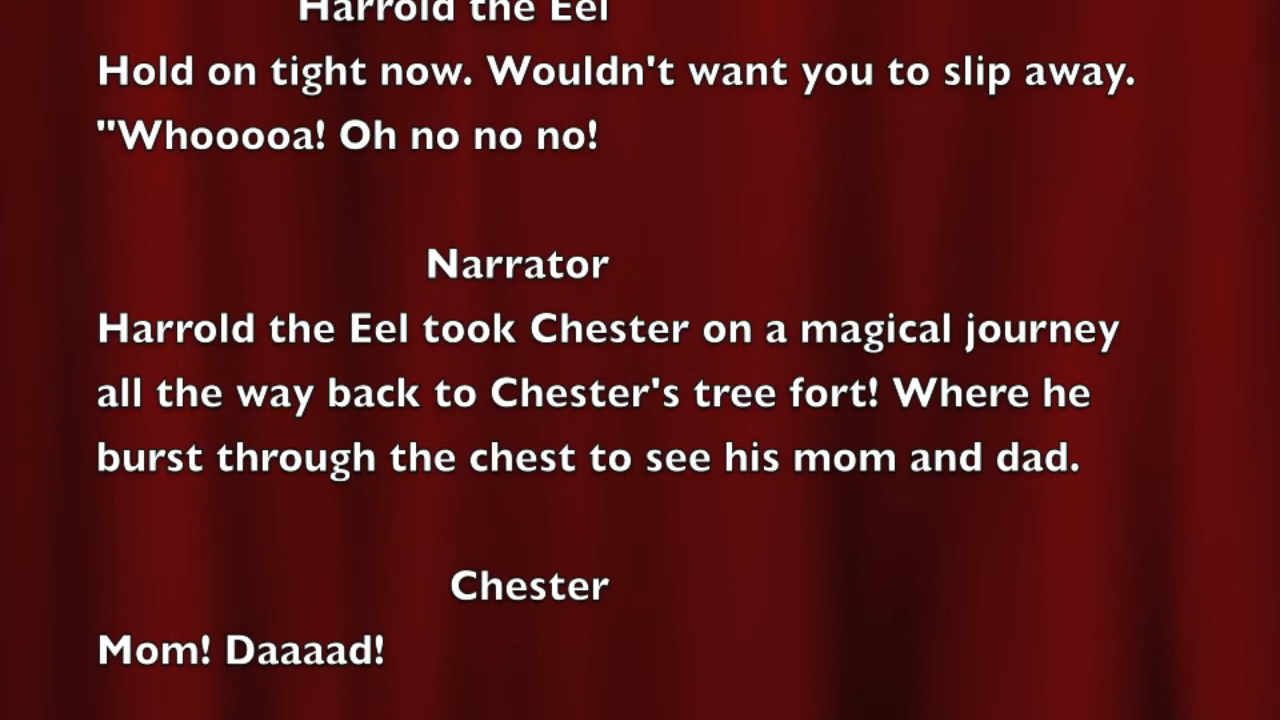 Harrold the Eel
Hold on tight now. Wouldn't want you to slip away.
"Whooooa! Oh no no no!
Narrator
Harrold the Eel took Chester on a magical journey
all the way back to Chester's tree fort! Where he
burst through the chest to see his mom and dad.
Chester
Mom! Daaaad!